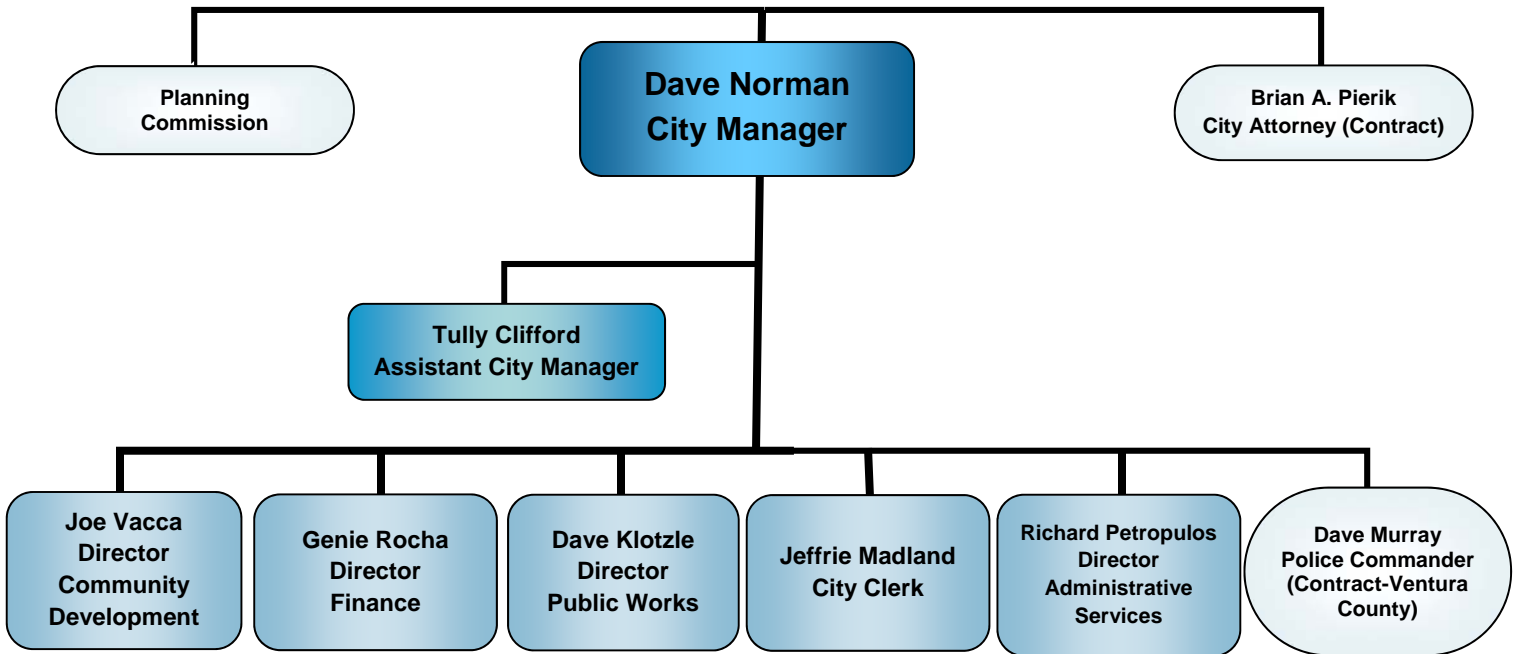 Planning
Commission
Dave Norman
City Manager
Brian A. Pierik
City Attorney (Contract)
Tully Clifford
Assistant City Manager
Joe Vacca
Director
Community
Development
Genie Rocha
Director
Finance
Dave Klotzle
Director
Public Works
Jeffrie Madland
City Clerk
Richard Petropulos
Director
Administrative
Services
Dave Murray
Police Commander
(Contract-Ventura
County)